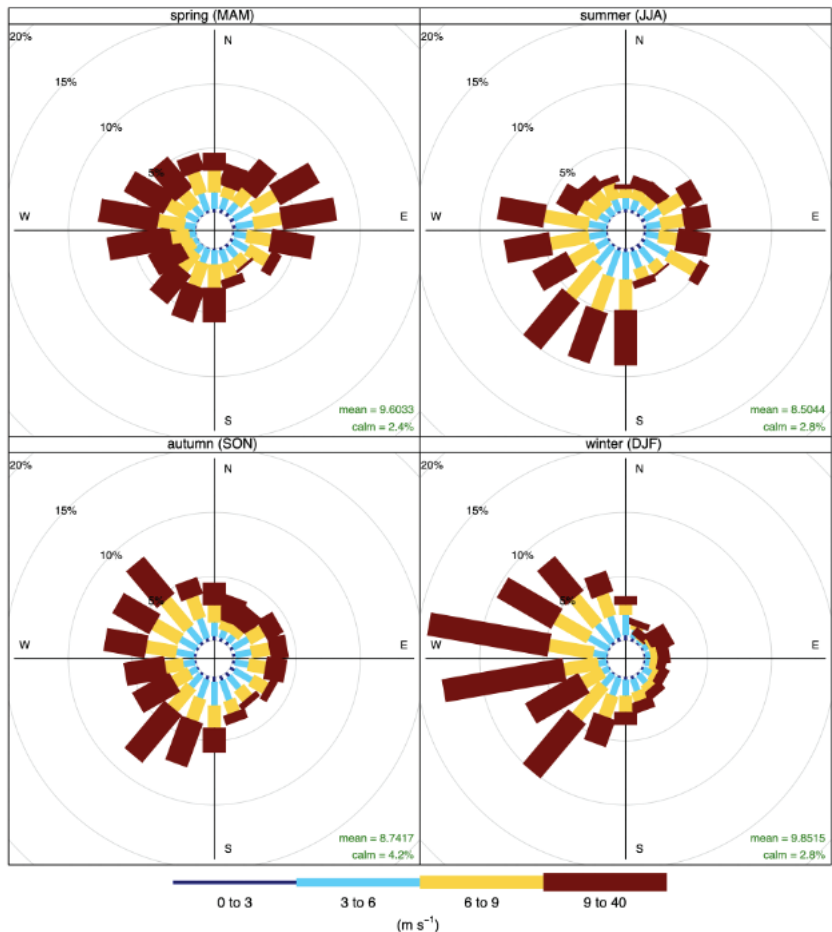 spring (MAM)
20%
15%
10%
5%
N
W
E
S
mean = 9.6033
calm = 2.4%
summer (JJA)
20%
15%
10%
5%
N
W
E
S
mean = 8.5044
calm = 2.8%
autumn (SON)
20%
15%
10%
5%
N
W
E
S
mean = 8.7417
calm = 4.2%
winter (DJF)
20%
15%
10%
5%
N
W
E
S
mean = 9.8515
calm = 2.8%
0 to 3
3 to 6
6 to 9
9 to 40
(m s⁻¹)